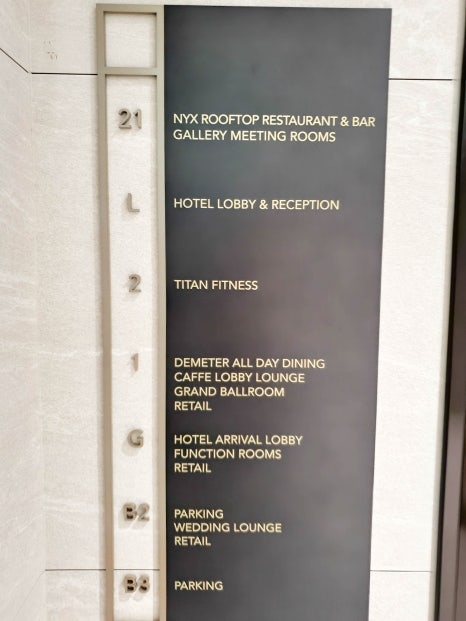 21
NYX ROOFTOP RESTAURANT & BAR
GALLERY MEETING ROOMS
L
HOTEL LOBBY & RECEPTION
2
TITAN FITNESS
1
DEMETER ALL DAY DINING
CAFFE LOBBY LOUNGE
GRAND BALLROOM
RETAIL
G
HOTEL ARRIVAL LOBBY
FUNCTION ROOMS
RETAIL
B2
PARKING
WEDDING LOUNGE
RETAIL
B3
PARKING